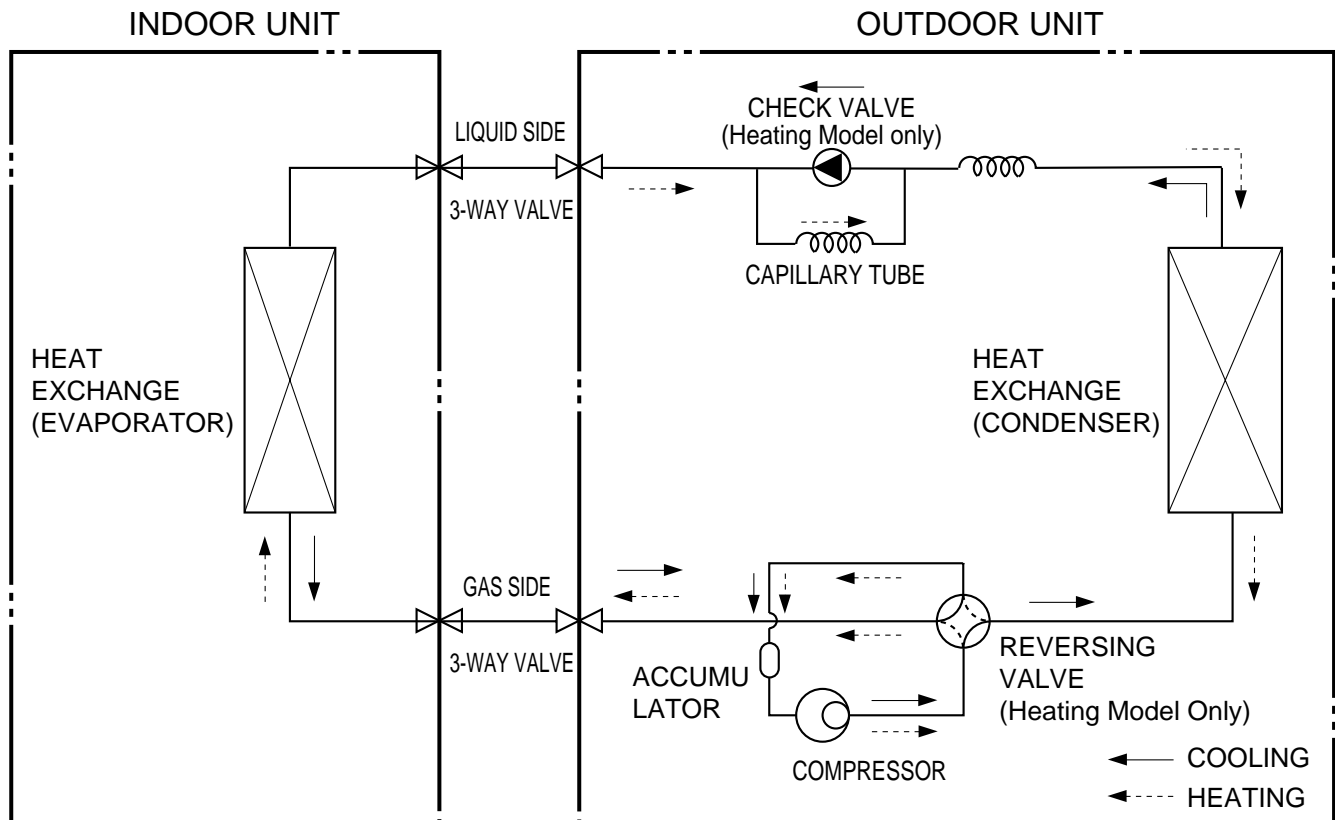 INDOOR UNIT
OUTDOOR UNIT
LIQUID SIDE
3-WAY VALVE
CHECK VALVE
(Heating Model only)
CAPILLARY TUBE
HEAT
EXCHANGE
(EVAPORATOR)
HEAT
EXCHANGE
(CONDENSER)
GAS SIDE
3-WAY VALVE
ACCUMU
LATOR
COMPRESSOR
REVERSING
VALVE
(Heating Model Only)
COOLING
HEATING